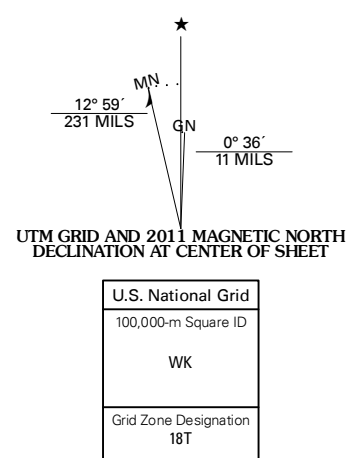 ★
MN
12° 59´
231 MILS
GN
0° 36´
11 MILS
UTM GRID AND 2011 MAGNETIC NORTH
DECLINATION AT CENTER OF SHEET
U.S. National Grid
100,000-m Square ID
WK
Grid Zone Designation
18T